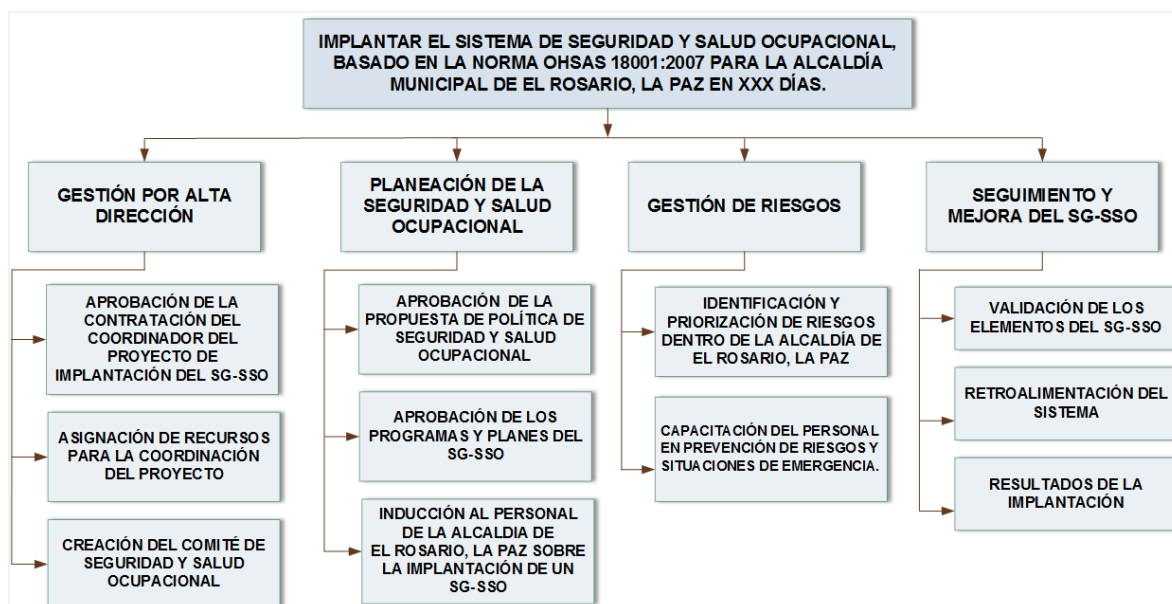 IMPLANTAR EL SISTEMA DE SEGURIDAD Y SALUD OCUPACIONAL,
BASADO EN LA NORMA OHSAS 18001:2007 PARA LA ALCALDÍA
MUNICIPAL DE EL ROSARIO, LA PAZ EN XXX DÍAS.
GESTIÓN POR ALTA
DIRECCIÓN
APROBACIÓN DE LA
CONTRATACIÓN DEL
COORDINADOR DEL
PROYECTO DE
IMPLANTACIÓN DEL SG-SSO
ASIGNACIÓN DE RECURSOS
PARA LA COORDINACIÓN
DEL PROYECTO
CREACIÓN DEL COMITÉ DE
SEGURIDAD Y SALUD
OCUPACIONAL
PLANEACIÓN DE LA
SEGURIDAD Y SALUD
OCUPACIONAL
APROBACIÓN DE LA
PROPUESTA DE POLÍTICA DE
SEGURIDAD Y SALUD
OCUPACIONAL
APROBACIÓN DE LOS
PROGRAMAS Y PLANES DEL
SG-SSO
INDUCCIÓN AL PERSONAL
DE LA ALCALDIA DE
EL ROSARIO, LA PAZ SOBRE
LA IMPLANTACIÓN DE UN
SG-SSO
GESTIÓN DE RIESGOS
IDENTIFICACIÓN Y
PRIORIZACIÓN DE RIESGOS
DENTRO DE LA ALCALDÍA DE
EL ROSARIO, LA PAZ
CAPACITACIÓN DEL PERSONAL
EN PREVENCIÓN DE RIESGOS Y
SITUACIONES DE EMERGENCIA.
SEGUIMIENTO Y
MEJORA DEL SG-SSO
VALIDACIÓN DE LOS
ELEMENTOS DEL SG-SSO
RETROALIMENTACIÓN DEL
SISTEMA
RESULTADOS DE LA
IMPLANTACIÓN